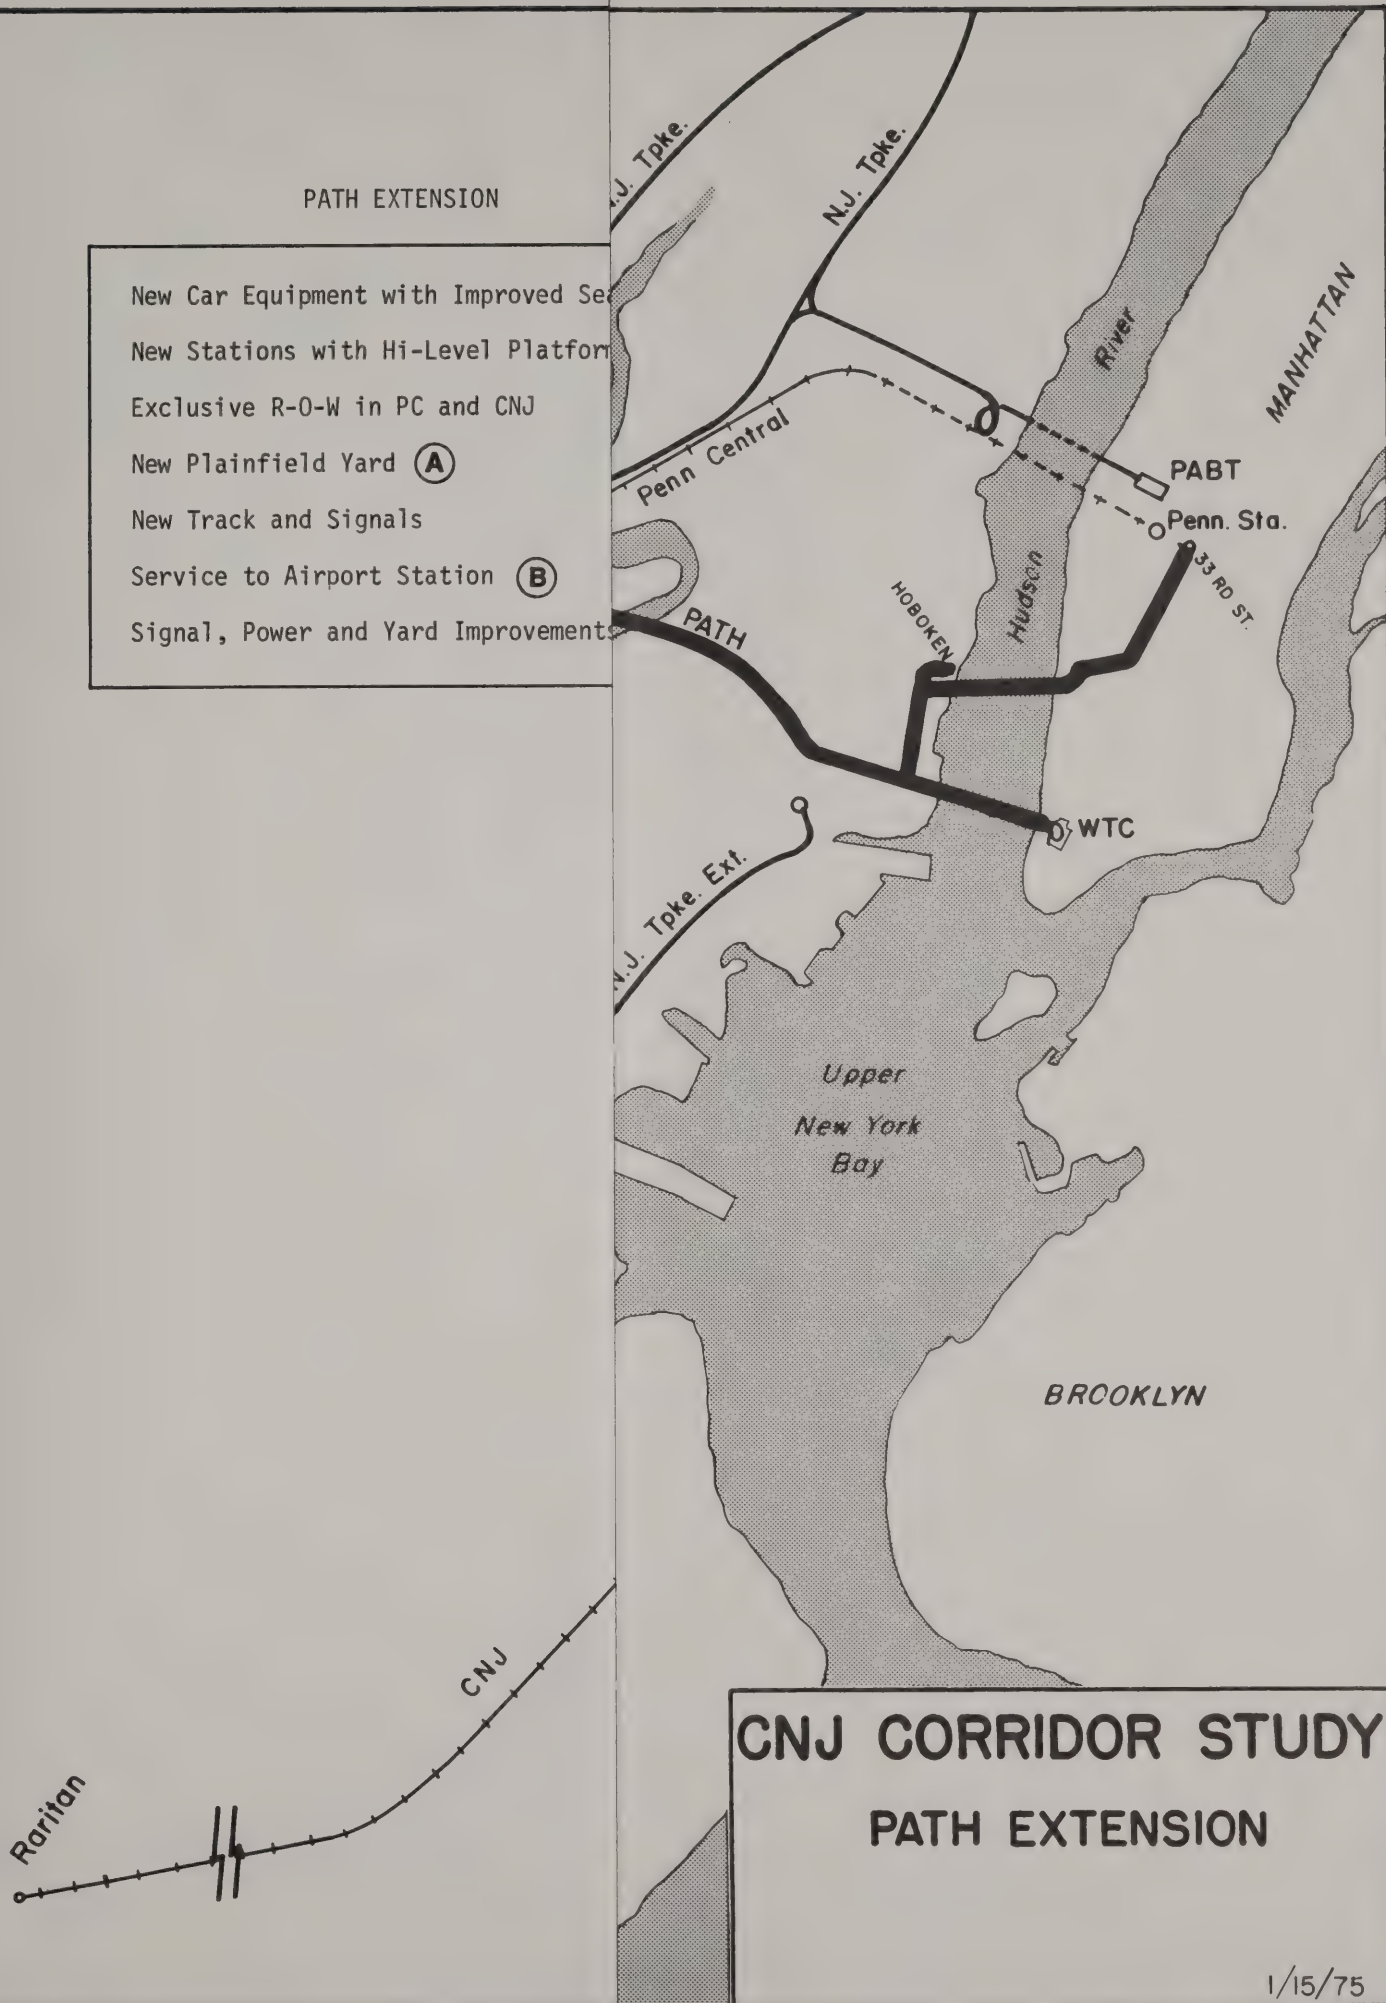 PATH EXTENSION
New Car Equipment with Improved
New Stations with Hi-Level
Exclusive R-O-W in PC and CNJ
New Plainfield Yard A
New Track and Signals
Service to Airport Station B
Signal, Power and Yard Improvements
.J. Tpke.
N.J. Tpke.
River
MANHATTAN
Penn Central
PABT
Penn. Sta.
33 RD ST.
HOBOKEN
Hudson
PATH
WTC
N.J. Tpke. Ext.
Upper
New York
Bay
BROOKLYN
CNJ
Raritan
CNJ CORRIDOR STUDY
PATH EXTENSION
1/15/75